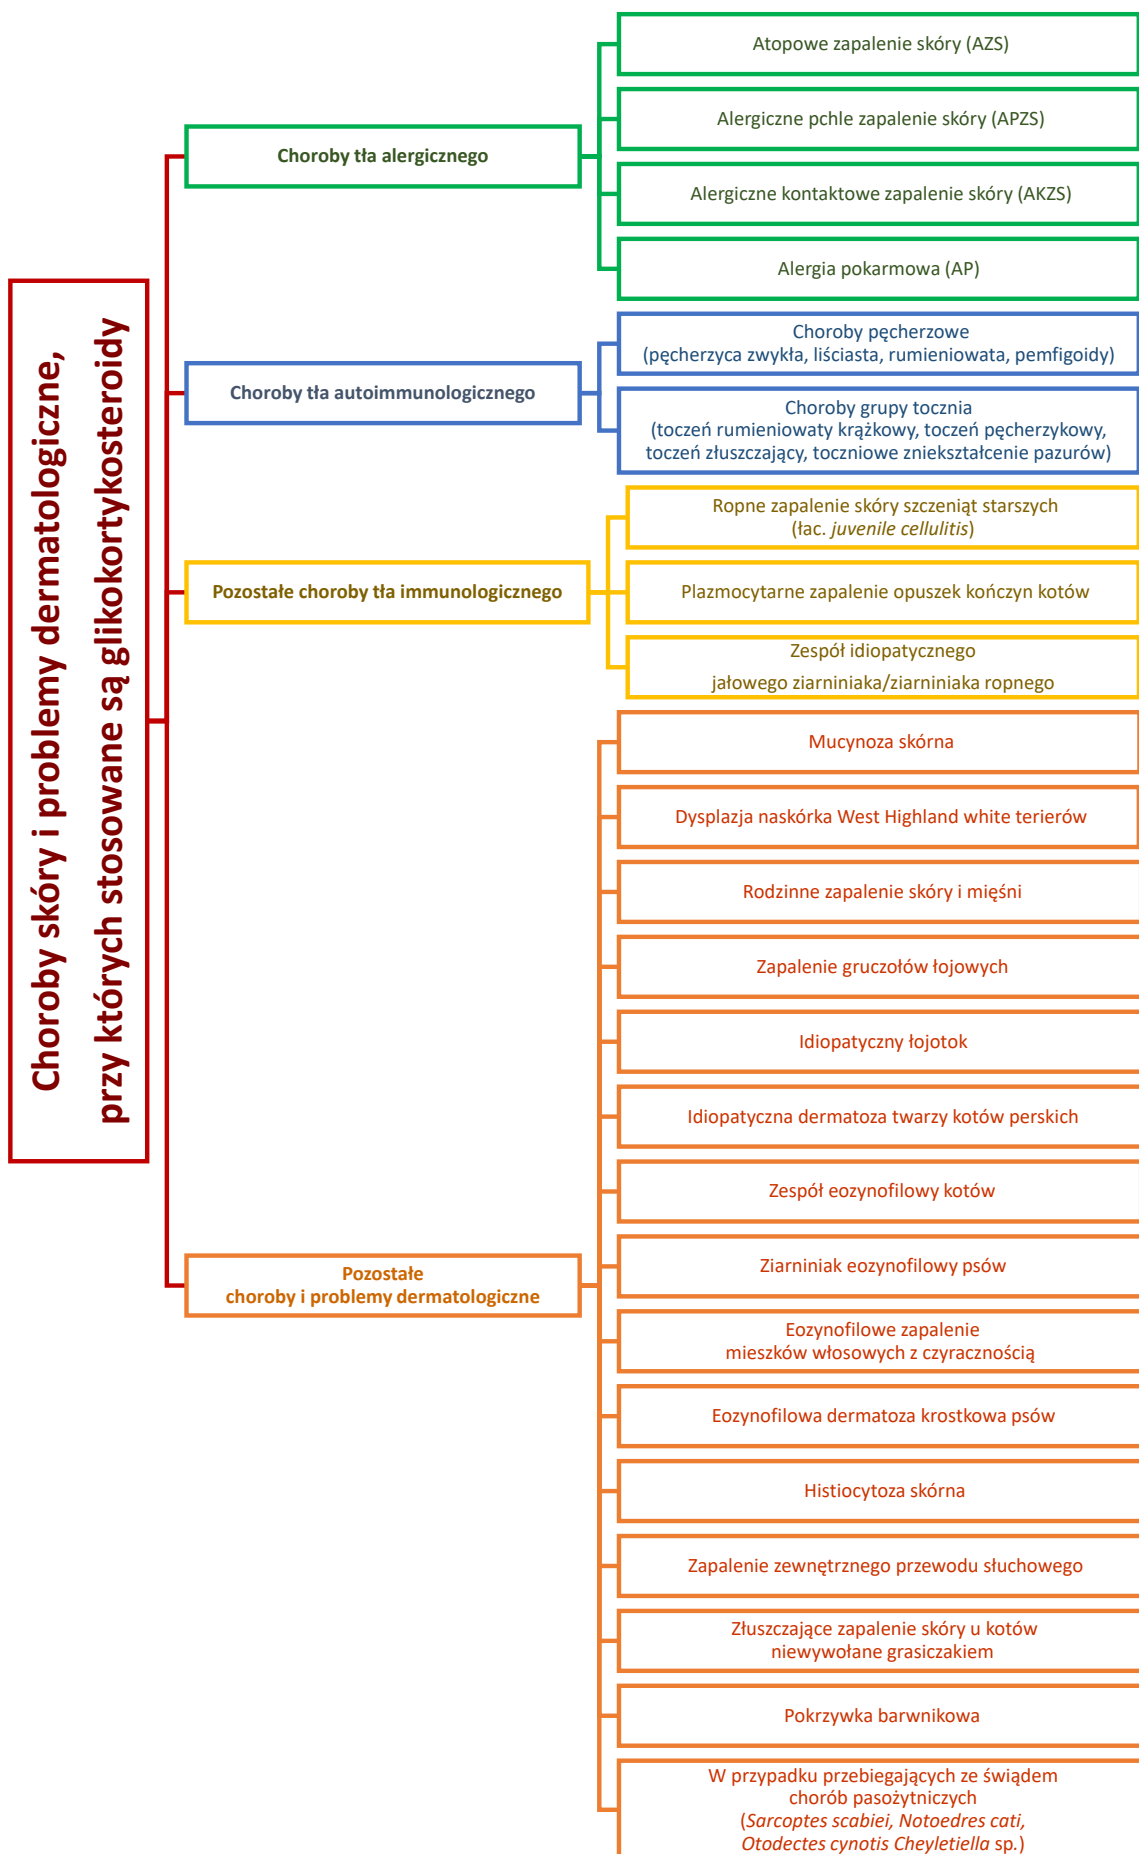 Choroby skóry i problemy dermatologiczne,
przy których stosowane są glikokortykosteroidy
Choroby tła alergicznego
Atopowe zapalenie skóry (AZS)
Alergiczne pchle zapalenie skóry (APZS)
Alergiczne kontaktowe zapalenie skóry (AKZS)
Alergia pokarmowa (AP)
Choroby tła autoimmunologicznego
Choroby pęcherzowe
(pęcherzyca zwykła, liściasta, rumieniowata, pemfigoidy)
Choroby grupy tocznia
(toczeń rumieniowaty krążkowy, toczeń pęcherzykowy,
toczeń złuszczający, toczniowe zniekształcenie pazurów)
Pozostałe choroby tła immunologicznego
Ropne zapalenie skóry szczeniąt starszych
(łac. juvenile cellulitis)
Plazmocytarne zapalenie opuszek kończyn kotów
Zespół idiopatycznego
jałowego ziarniniaka/ziarniniaka ropnego
Pozostałe
choroby i problemy dermatologiczne
Mucynoza skórna
Dysplazja naskórka West Highland white terierów
Rodzinne zapalenie skóry i mięśni
Zapalenie gruczołów łojowych
Idiopatyczny łojotok
Idiopatyczna dermatoza twarzy kotów perskich
Zespół eozynofilowy kotów
Ziarniniak eozynofilowy psów
Eozynofilowe zapalenie
mieszków włosowych z czyracznością
Eozynofilowa dermatoza krostkowa psów
Histiocytoza skórna
Zapalenie zewnętrznego przewodu słuchowego
Złuszczające zapalenie skóry u kotów
niewywołane grasiczakiem
Pokrzywka barwnikowa
W przypadku przebiegających ze świądem
chorób pasożytniczych
(Sarcoptes scabiei, Notoedres cati,
Otodectes cynotis Cheyletiella sp.)